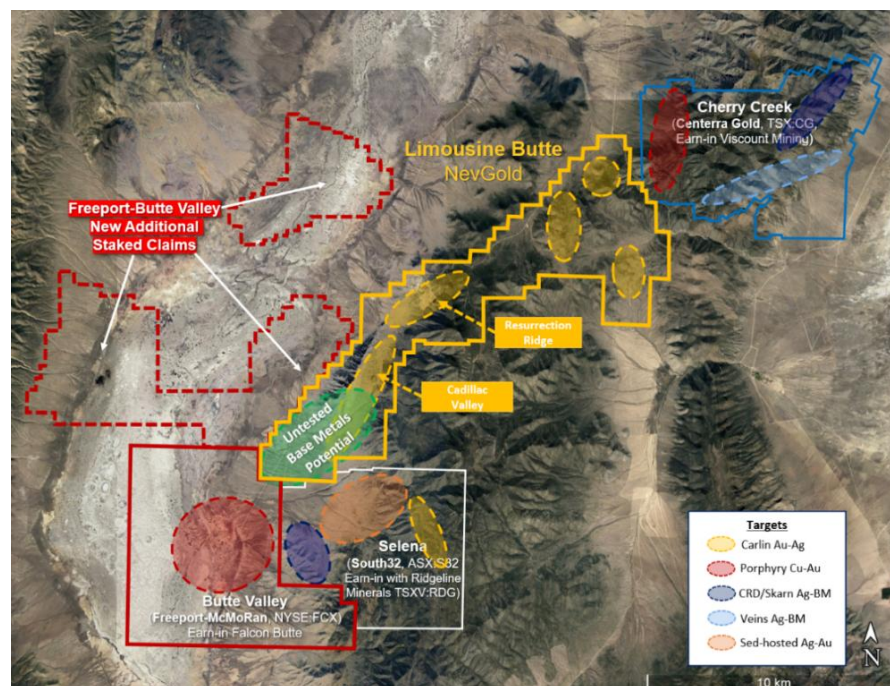 Cherry Creek
(Centerra Gold, TSX:CG,
Earn-in Viscount Mining)
Limousine Butte
NevGold
Freeport-Butte Valley
New Additional
Staked Claims
Resurrection
Ridge
Cadillac
Valley
Untested
Base Metals
Potential
Selena
(South32, ASX:S32
Earn-in with Ridgeline
Minerals TSXV:RDG)
Butte Valley
Freeport-McMoRan, NYSE:FCX)
Earn-in Falcon Butte
Targets
Carlin Au-Ag
Porphyry Cu-Au
CRD/Skarn Ag-BM
Veins Ag-BM
Sed-hosted Ag-Au
N
10 km